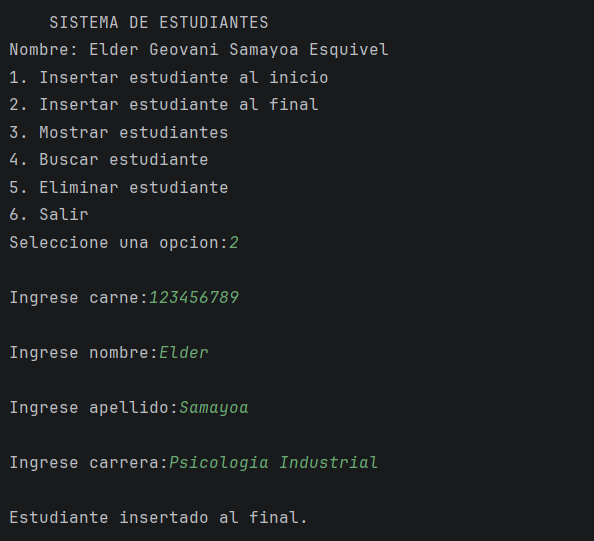 SISTEMA DE ESTUDIANTES
Nombre: Elder Geovani Samayoa Esquivel
1. Insertar estudiante al inicio
2. Insertar estudiante al final
3. Mostrar estudiantes
4. Buscar estudiante
5. Eliminar estudiante
6. Salir
Seleccione una opcion:2
Ingrese carne:123456789
Ingrese nombre:Elder
Ingrese apellido:Samayoa
Ingrese carrera:Psicologia Industrial
Estudiante insertado al final.